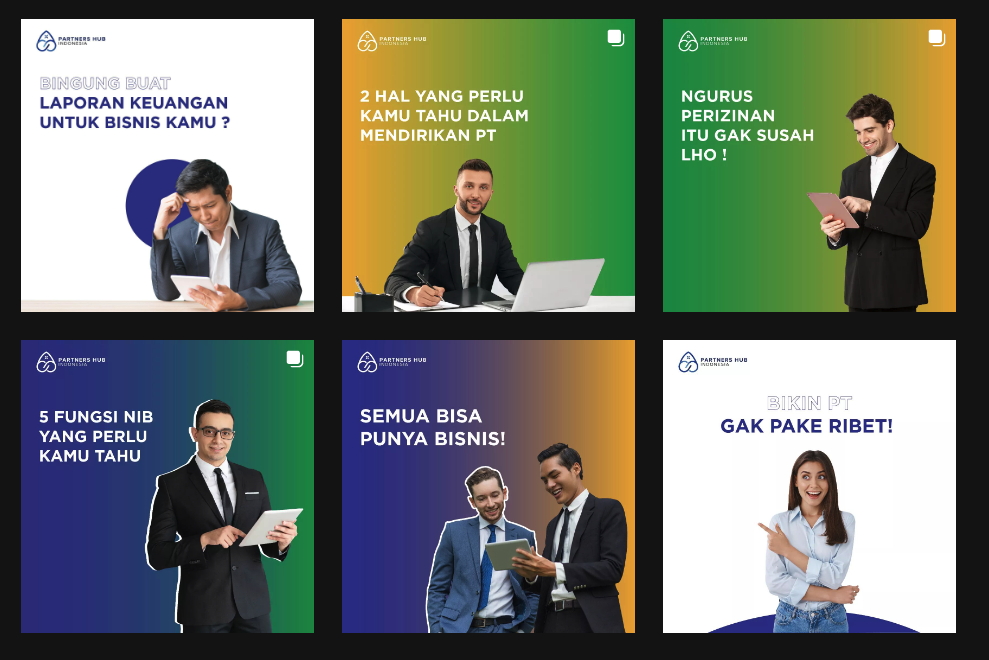 PARTNERS HUB
INDONESIA
BINGUNG BUAT
LAPORAN KEUANGAN
UNTUK BISNIS KAMU ?
PARTNERS HUB
INDONESIA
2 HAL YANG PERLU
KAMU TAHU DALAM
MENDIRIKAN PT
PARTNERS HUB
INDONESIA
NGURUS
PERIZINAN
ITU GAK SUSAH
LHO !
PARTNERS HUB
INDONESIA
5 FUNGSI NIB
YANG PERLU
KAMU TAHU
PARTNERS HUB
INDONESIA
SEMUA BISA
PUNYA BISNIS!
PARTNERS HUB
INDONESIA
BIKIN PT
GAK PAKE RIBET!